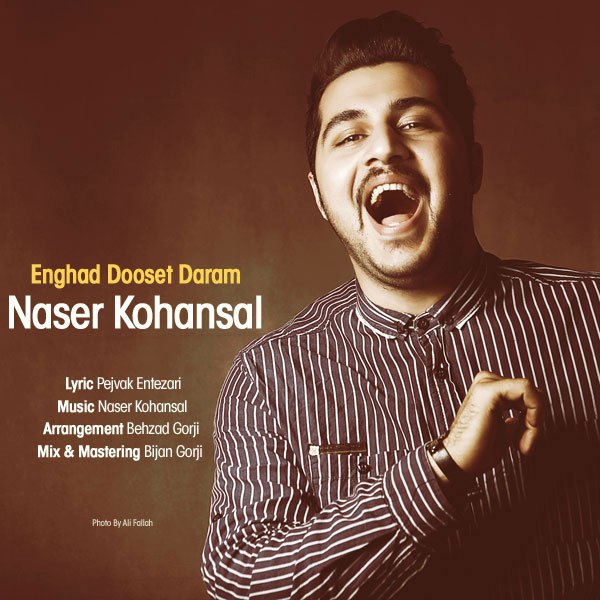 Enghad Dooset Daram
Naser Kohansal
Lyric Pejvak Entezari
Music Naser Kohansal
Arrangement Behzad Gorji
Mix & Mastering Bijan Gorji
Photo By Ali Fallah